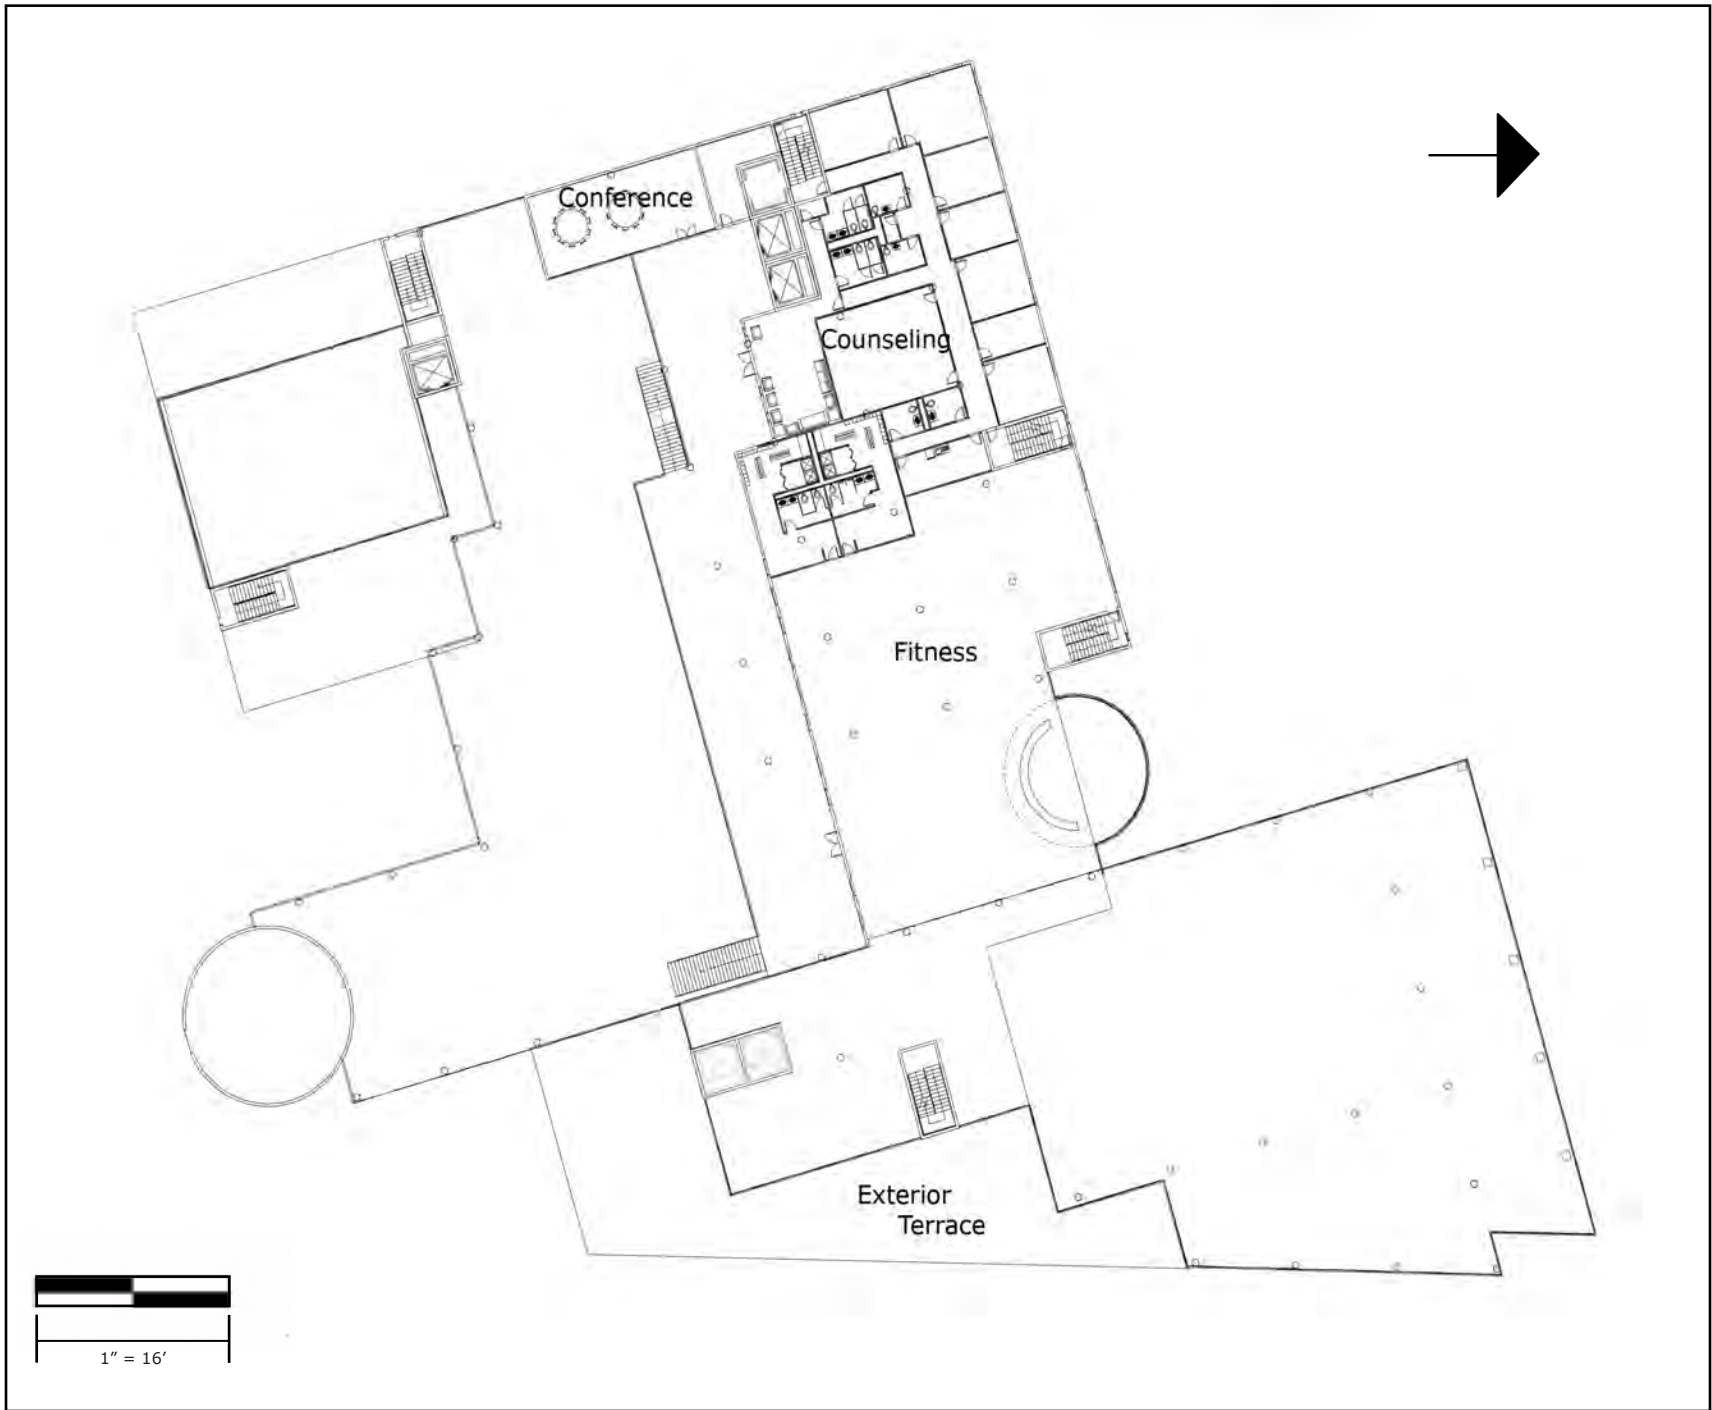 Conference
Counseling
Fitness
Exterior
Terrace
1” = 16’